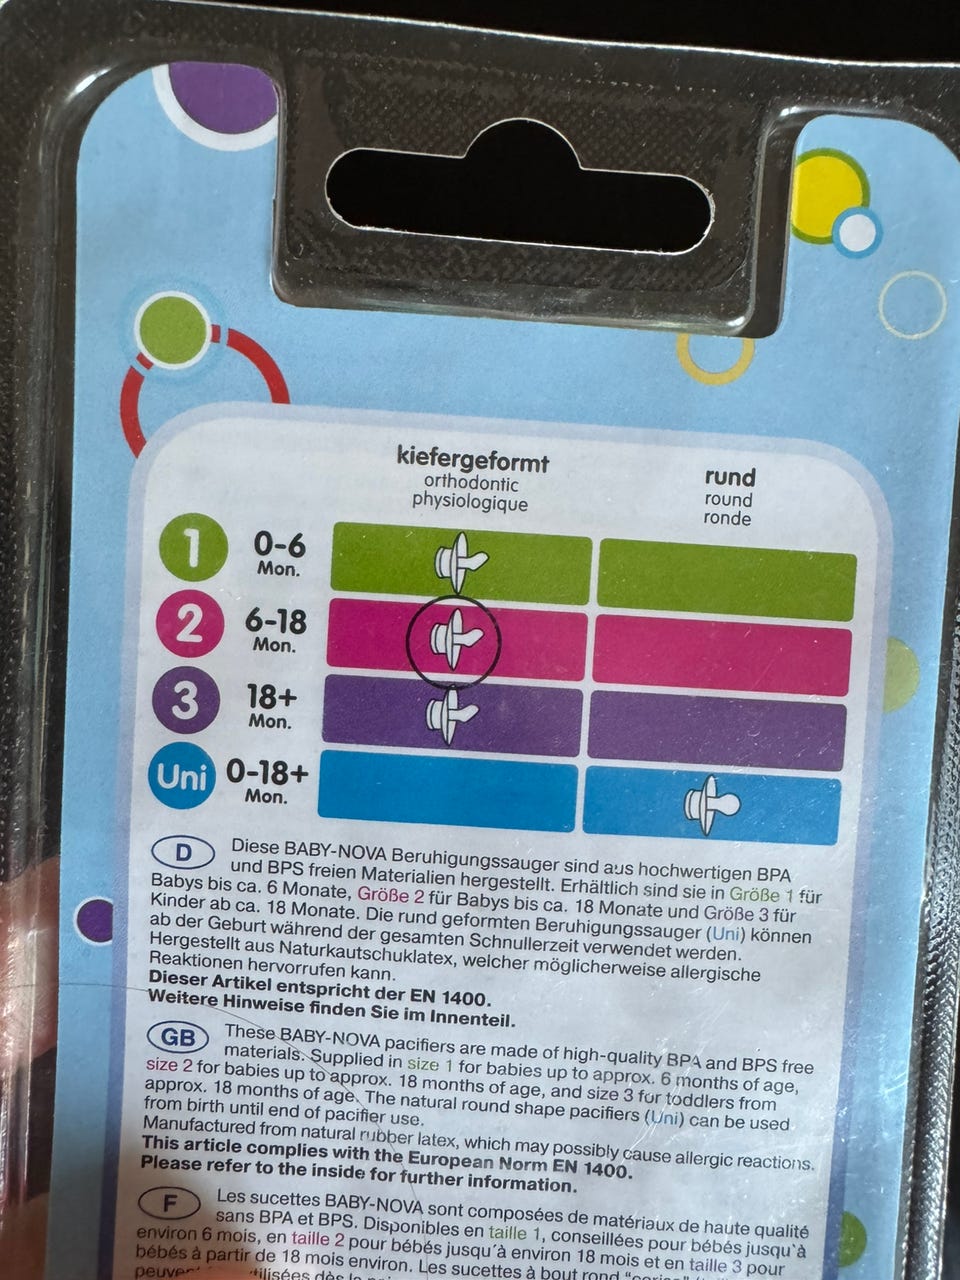 kiefergeformt
orthodontic
physiologique
rund
round
ronde
1 0-6 Mon.
2 6-18 Mon.
3 18+ Mon.
Uni 0-18+ Mon.
D Diese BABY-NOVA Beruhigungssauger sind aus hochwertigen BPA
und BPS freien Materialien hergestellt. Erhältlich sind sie in Größe 1 für
Babys bis ca. 6 Monate, Größe 2 für Babys bis ca. 18 Monate und Größe 3 für
Kinder ab ca. 18 Monate. Die rund geformten Beruhigungssauger (Uni) können
ab der Geburt während der gesamten Schnullerzeit verwendet werden.
Hergestellt aus Naturkautschuklatex, welcher möglicherweise allergische
Reaktionen hervorrufen kann.
Dieser Artikel entspricht der EN 1400.
Weitere Hinweise finden Sie im Innenteil.
GB These BABY-NOVA pacifiers are made of high-quality BPA and BPS free
materials. Supplied in size 1 for babies up to approx. 6 months of age,
size 2 for babies up to approx. 18 months of age, and size 3 for toddlers from
approx. 18 months of age. The natural round shape pacifiers (Uni) can be used
from birth until end of pacifier use.
Manufactured from natural rubber latex, which may possibly cause allergic reactions.
This article complies with the European Norm EN 1400.
Please refer to the inside for further information.
F Les sucettes BABY-NOVA sont composées de matériaux de haute qualité
sans BPA et BPS. Disponibles en taille 1, conseillées pour bébés jusqu'à
environ 6 mois, en taille 2 pour bébés jusqu'à environ 18 mois et en taille 3 pour
bébés à partir de 18 mois environ. Les sucettes à bout rond
dès